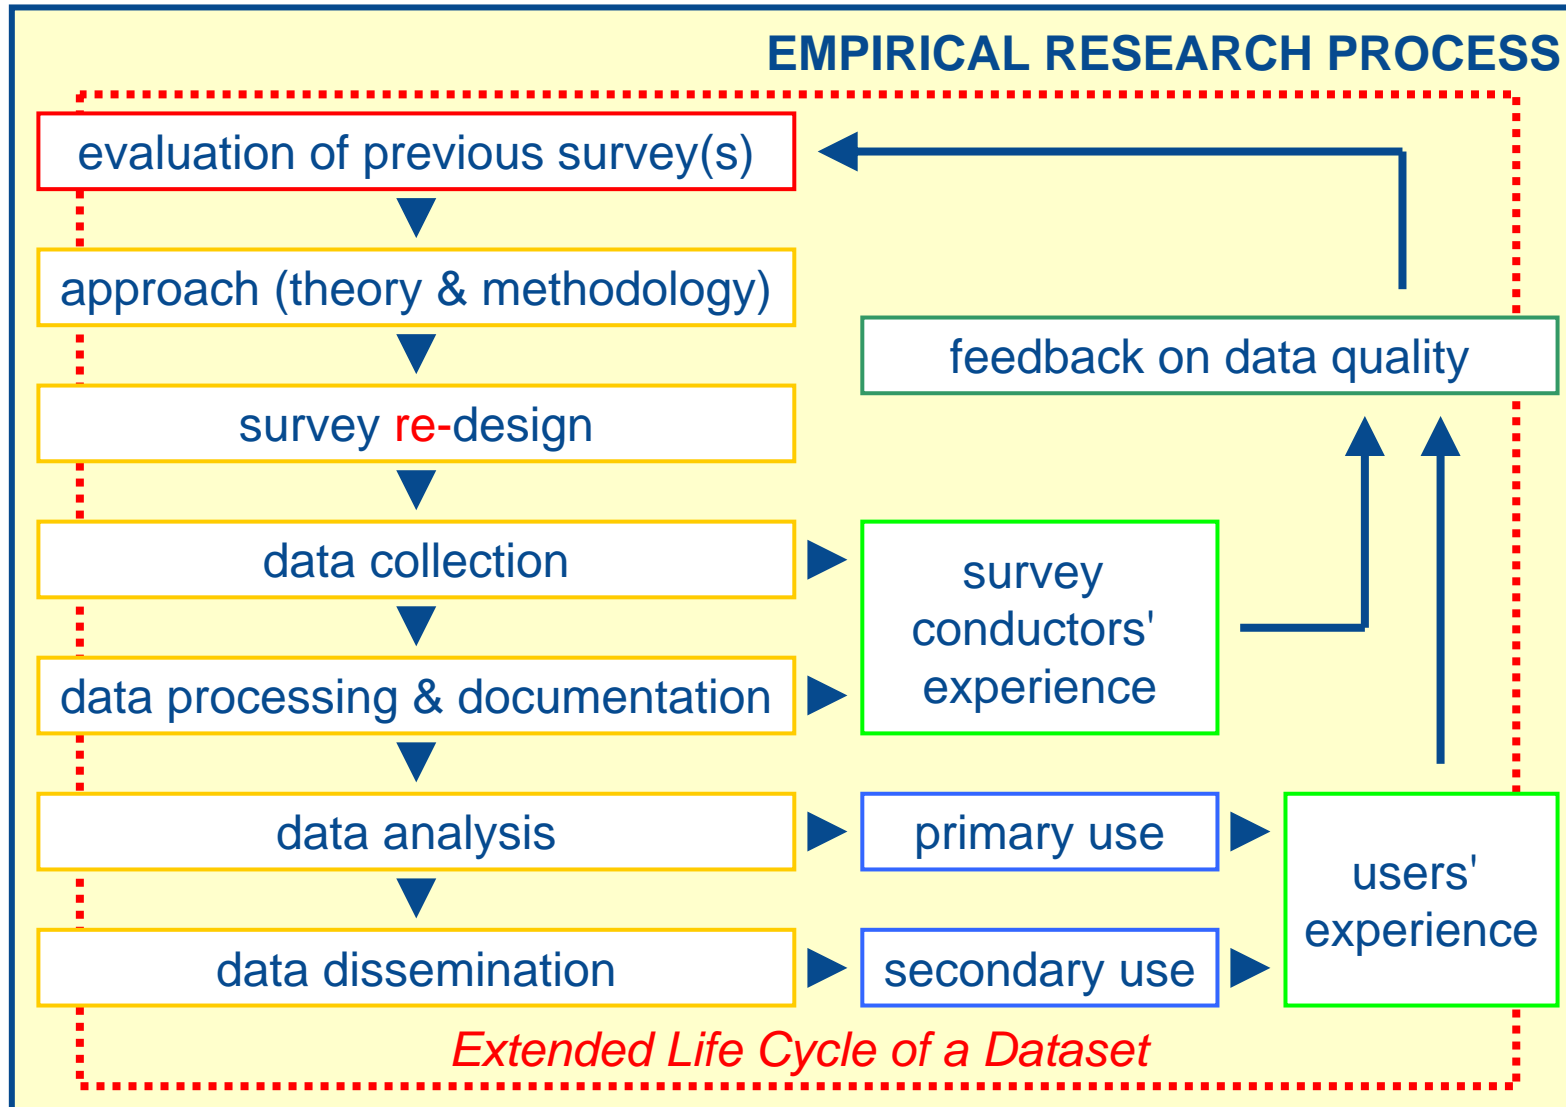 EMPIRICAL RESEARCH PROCESS
evaluation of previous survey(s)
approach (theory & methodology)
feedback on data quality
survey re-design
data collection
survey
conductors'
experience
data processing & documentation
data analysis
primary use
users'
experience
data dissemination
secondary use
Extended Life Cycle of a Dataset